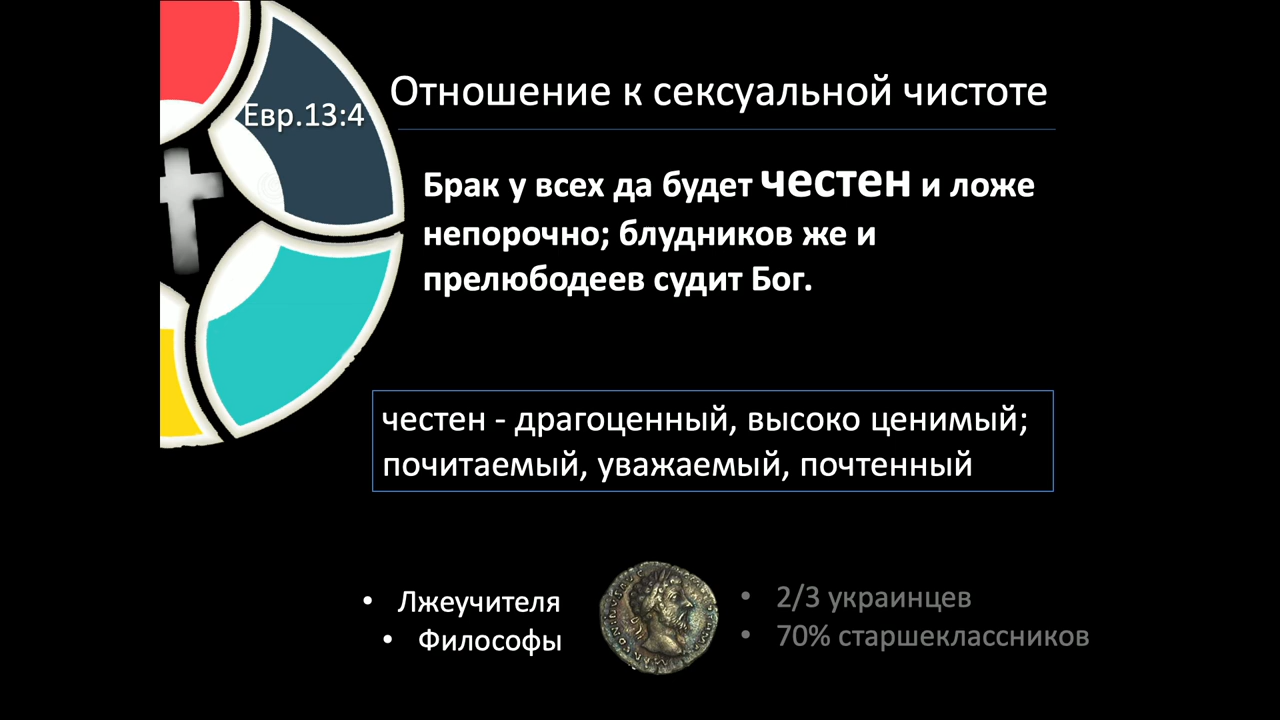 Отношение к сексуальной чистоте
Евр.13:4
Брак у всех да будет честен и ложе
непорочно; блудников же и
прелюбодеев судит Бог.
честен - драгоценный, высоко ценимый;
почитаемый, уважаемый, почтенный
• Лжеучителя
• Философы
• 2/3 украинцев
• 70% старшеклассников